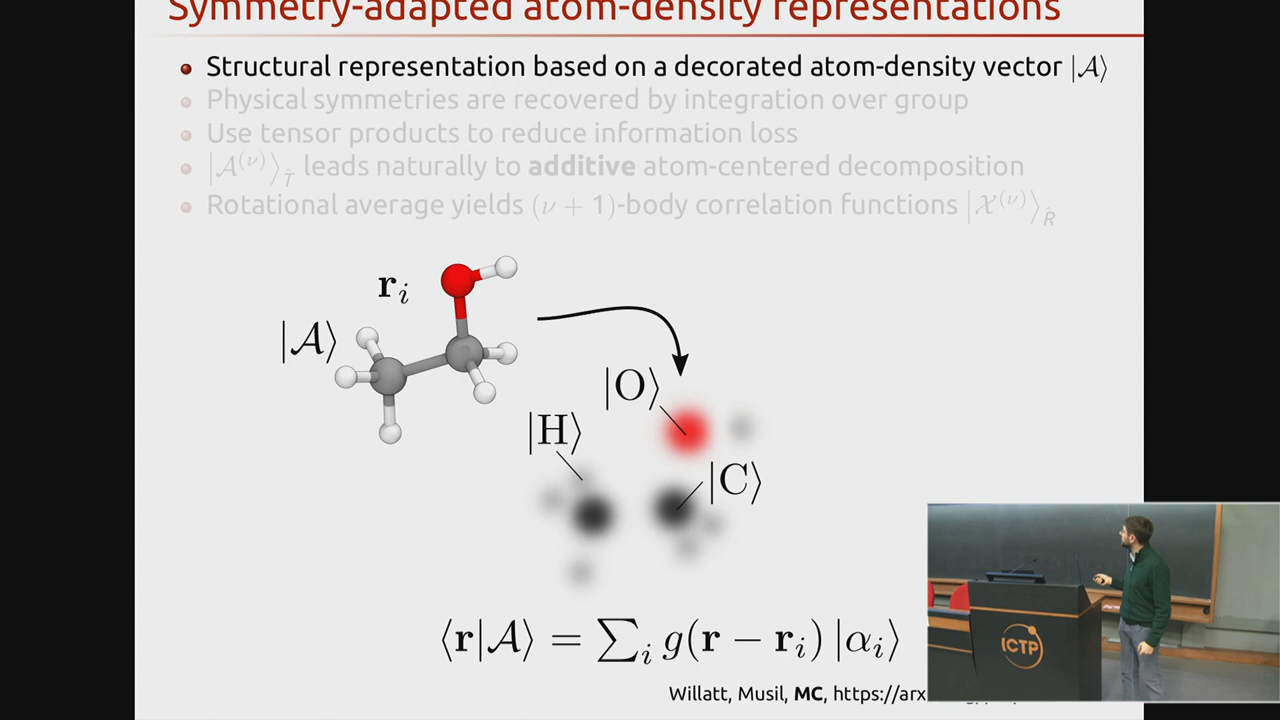 Symmetry-adapted atom-density representations
Structural representation based on a decorated atom-density vector |𝒜⟩
Physical symmetries are recovered by integration over group
Use tensor products to reduce information loss
|𝒜^(ν)⟩_T̂ leads naturally to additive atom-centered decomposition
Rotational average yields (ν + 1)-body correlation functions |𝒳^(ν)⟩_R̂
r_i
|𝒜⟩
|O⟩
|H⟩
|C⟩
⟨r|𝒜⟩ = ∑_i g(r − r_i) |α_i⟩
ICTP
Willatt, Musil, MC, https://arx